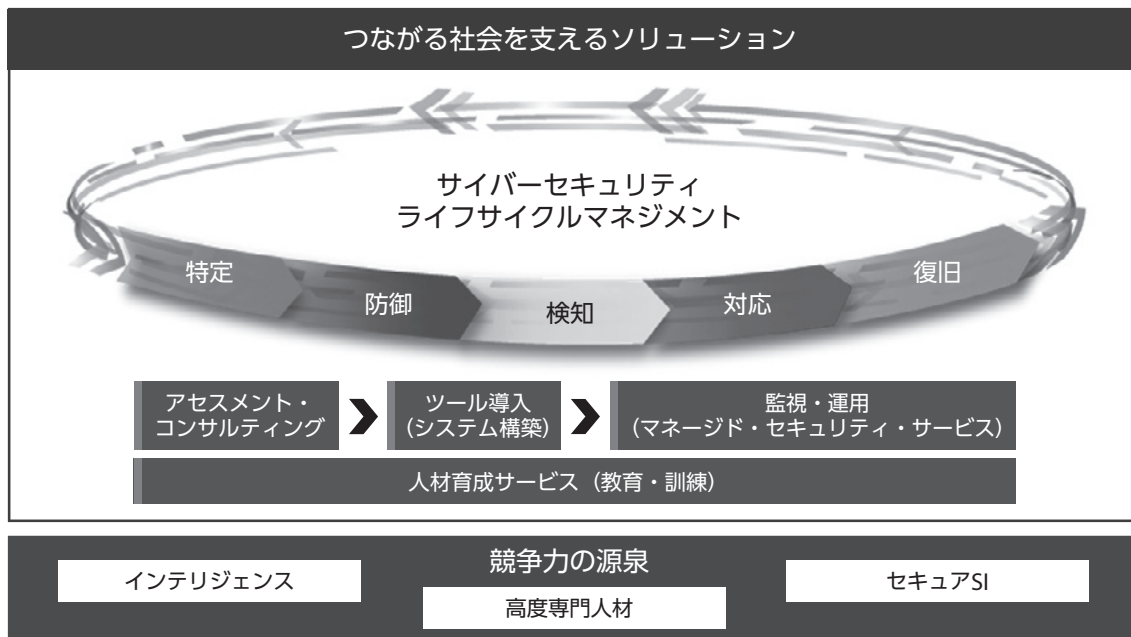 つながる社会を支えるソリューション
サイバーセキュリティ
ライフサイクルマネジメント
特定
防御
検知
対応
復旧
アセスメント・
コンサルティング
ツール導入
（システム構築）
監視・運用
（マネージド・セキュリティ・サービス）
人材育成サービス（教育・訓練）
競争力の源泉
インテリジェンス
高度専門人材
セキュアSI